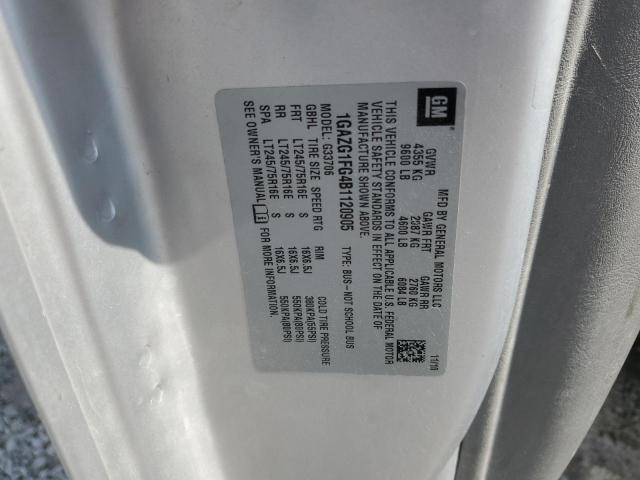 GM
MFD BY GENERAL MOTORS LLC
GVWR GAWR FRT GAWR RR
4355 KG 2087 KG 2760 KG
9600 LB 4600 LB 6084 LB
THIS VEHICLE CONFORMS TO ALL APPLICABLE U.S. FEDERAL MOTOR
VEHICLE SAFETY STANDARDS IN EFFECT ON THE DATE OF
MANUFACTURE SHOWN ABOVE.
11/10
1GAZG1FG4B1120905 TYPE: BUS–NOT SCHOOL BUS
MODEL: G33706
GBHL TIRE SIZE SPEED RTG RIM COLD TIRE PRESSURE
FRT LT245/75R16E S 16X6.5J 380KPA(55PSI)
RR LT245/75R16E S 16X6.5J 550KPA(80PSI)
SPA LT245/75R16E S 16X6.5J 550KPA(80PSI)
SEE OWNER'S MANUAL FOR MORE INFORMATION.